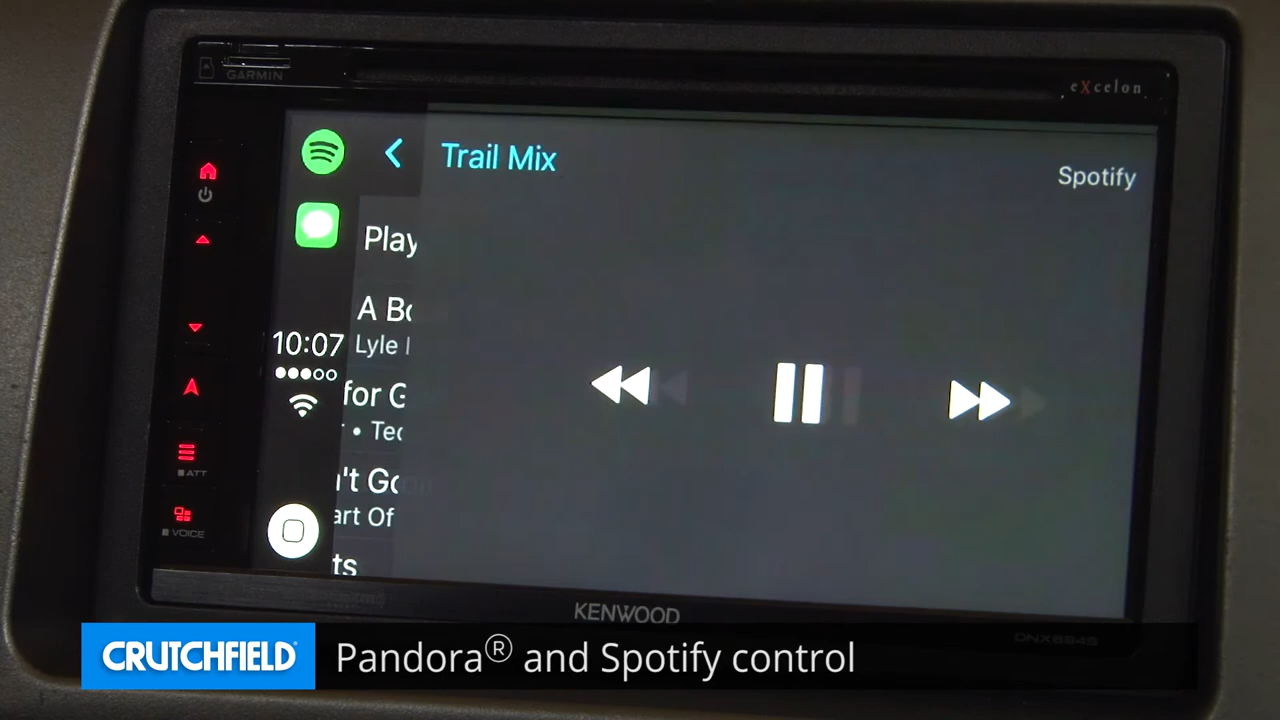 GARMIN
eXcelon
Trail Mix
Spotify
Play
A Bo
10:07
Lyle
for G
• Tec
ATT
't Go
VOICE
art Of
ts
KENWOOD
CRUTCHFIELD
Pandora® and Spotify control